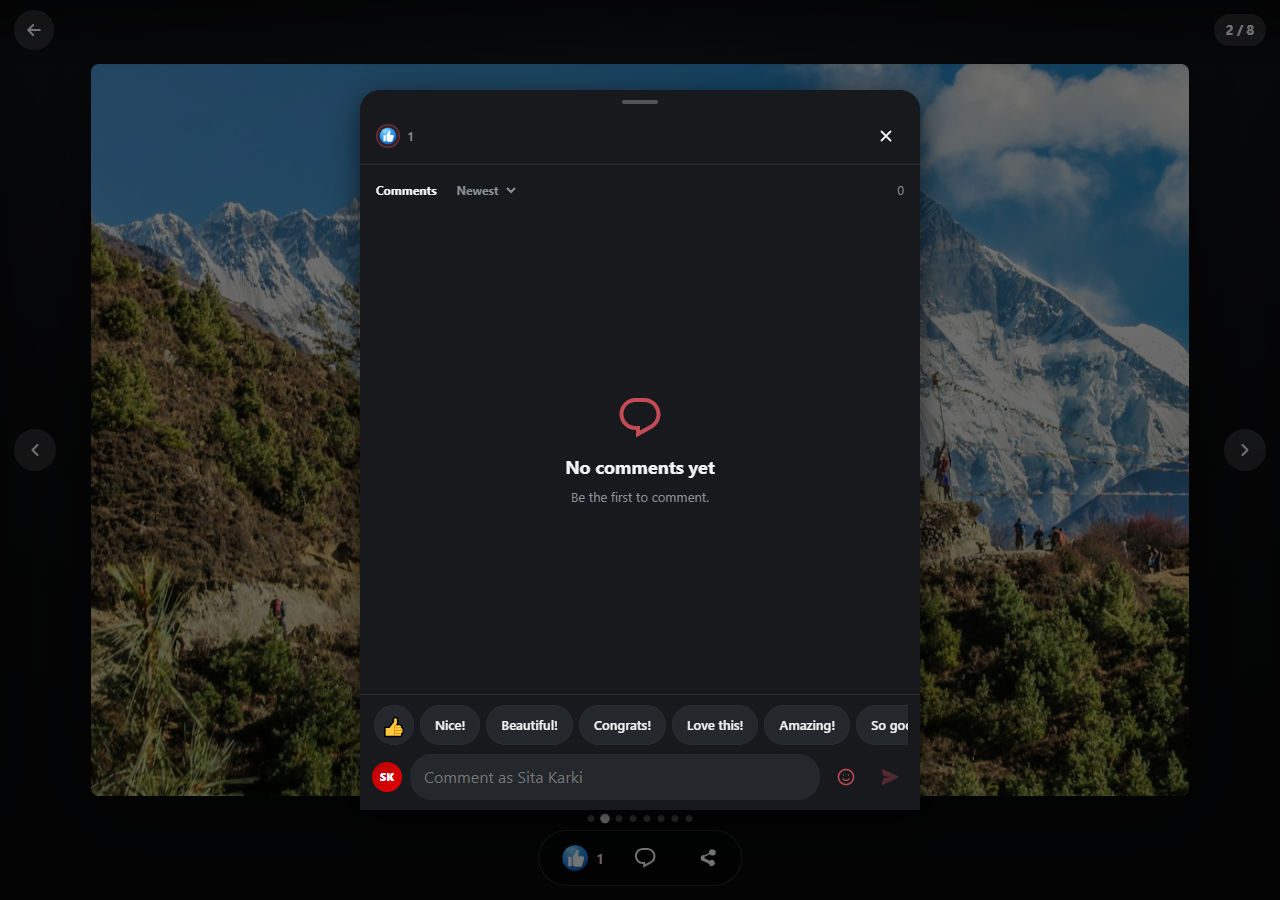 2 / 8
1
Comments Newest 0
No comments yet
Be the first to comment.
Nice! Beautiful! Congrats! Love this! Amazing! So
SK Comment as Sita Karki
1